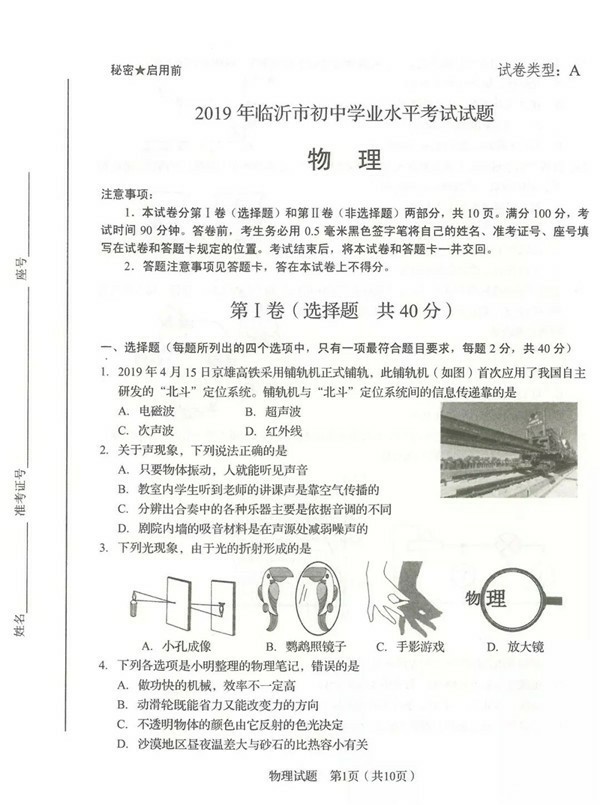 秘密★启用前
试卷类型：A
2019 年临沂市初中学业水平考试试题
物 理
注意事项：
1．本试卷分第Ⅰ卷（选择题）和第Ⅱ卷（非选择题）两部分，共 10 页。满分 100 分，考
试时间 90 分钟。答卷前，考生务必用 0.5 毫米黑色签字笔将自己的姓名、准考证号、座号填
写在试卷和答题卡规定的位置。考试结束后，将本试卷和答题卡一并交回。
2．答题注意事项见答题卡，答在本试卷上不得分。
第Ⅰ卷（选择题 共 40 分）
一、选择题（每题所列出的四个选项中，只有一项最符合题目要求，每题 2 分，共 40 分）
1．2019 年 4 月 15 日京雄高铁采用铺轨机正式铺轨，此铺轨机（如图）首次应用了我国自主
研发的“北斗”定位系统。铺轨机与“北斗”定位系统间的信息传递靠的是
A．电磁波 B．超声波
C．次声波 D．红外线
2．关于声现象，下列说法正确的是
A．只要物体振动，人就能听见声音
B．教室内学生听到老师的讲课声是靠空气传播的
C．分辨出合奏中的各种乐器主要是依据音调的不同
D．剧院内墙的吸音材料是在声源处减弱噪声的
3．下列光现象，由于光的折射形成的是
物理
A．小孔成像 B．鹦鹉照镜子 C．手影游戏 D．放大镜
4．下列各选项是小明整理的物理笔记，错误的是
A．做功快的机械，效率不一定高
B．动滑轮既能省力又能改变力的方向
C．不透明物体的颜色由它反射的色光决定
D．沙漠地区昼夜温差大与砂石的比热容小有关
物理试题 第1页（共10页）
座号
准考证号
姓名